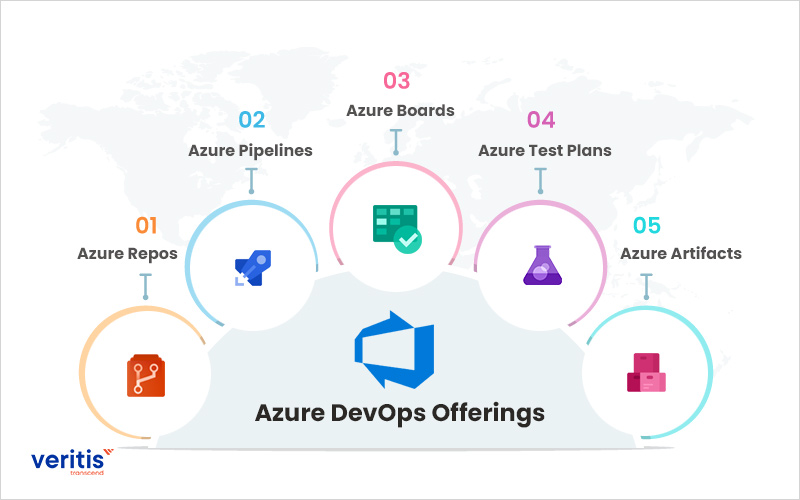 03
Azure Boards
02
Azure Pipelines
04
Azure Test Plans
01
Azure Repos
05
Azure Artifacts
Azure DevOps Offerings
veritis
transcend